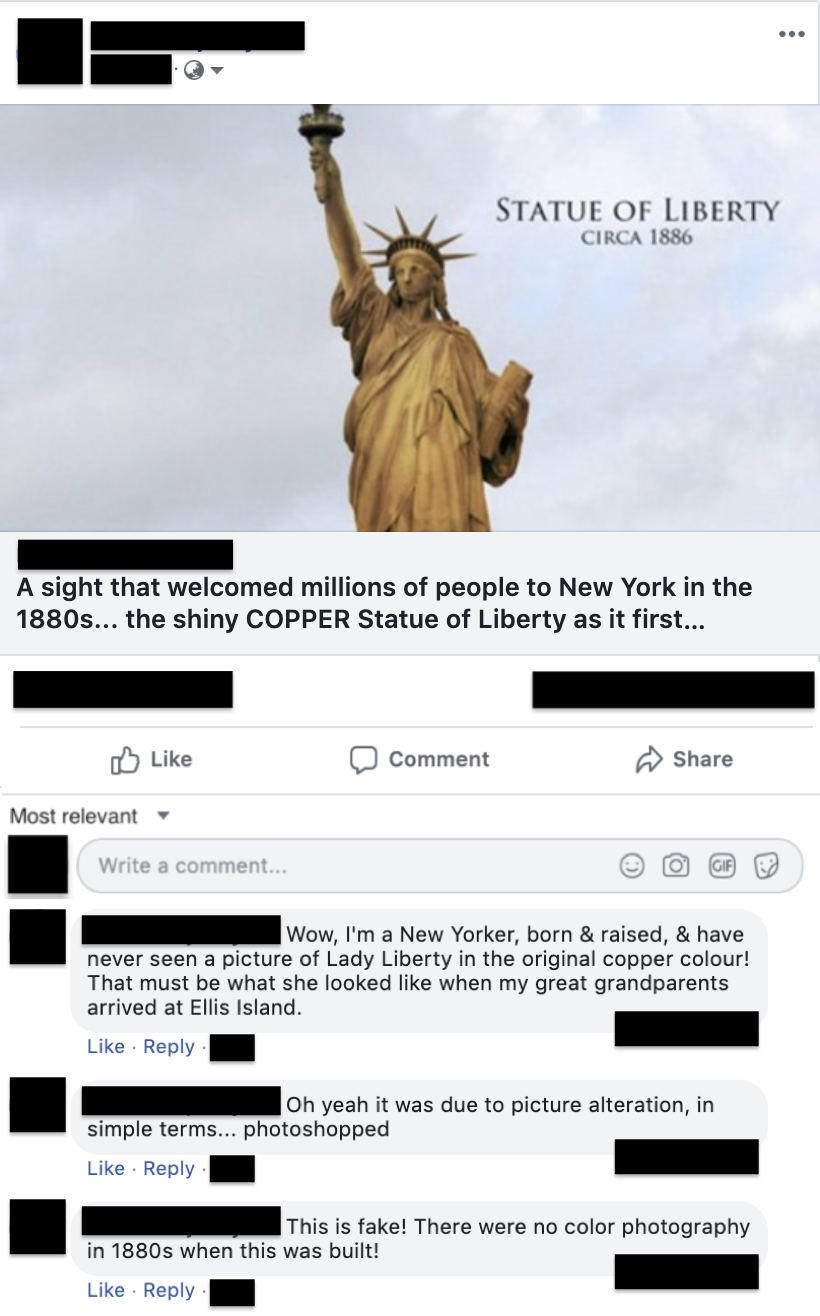 STATUE OF LIBERTY
CIRCA 1886
A sight that welcomed millions of people to New York in the
1880s... the shiny COPPER Statue of Liberty as it first...
Like Comment Share
Most relevant
Write a comment... GIF
Wow, I'm a New Yorker, born & raised, & have
never seen a picture of Lady Liberty in the original copper colour!
That must be what she looked like when my great grandparents
arrived at Ellis Island.
Like · Reply ·
Oh yeah it was due to picture alteration, in
simple terms... photoshopped
Like · Reply ·
This is fake! There were no color photography
in 1880s when this was built!
Like · Reply ·